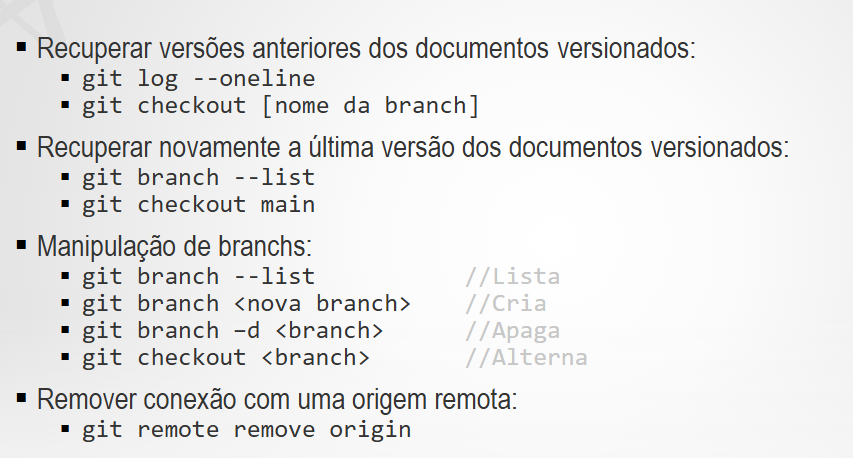 ▪ Recuperar versões anteriores dos documentos versionados:
▪ git log --oneline
▪ git checkout [nome da branch]
▪ Recuperar novamente a última versão dos documentos versionados:
▪ git branch --list
▪ git checkout main
▪ Manipulação de branchs:
▪ git branch --list //Lista
▪ git branch <nova branch> //Cria
▪ git branch –d <branch> //Apaga
▪ git checkout <branch> //Alterna
▪ Remover conexão com uma origem remota:
▪ git remote remove origin